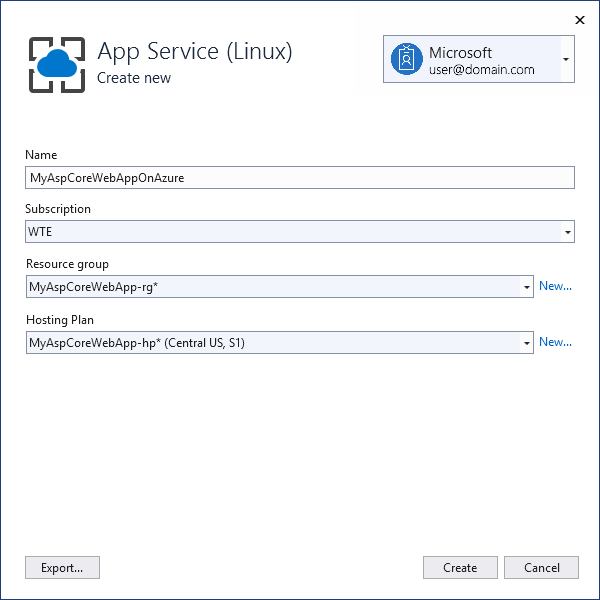 App Service (Linux)
Create new
Microsoft
user@domain.com
Name
MyAspCoreWebAppOnAzure
Subscription
WTE
Resource group
MyAspCoreWebApp-rg*
New...
Hosting Plan
MyAspCoreWebApp-hp* (Central US, S1)
New...
Export...
Create
Cancel